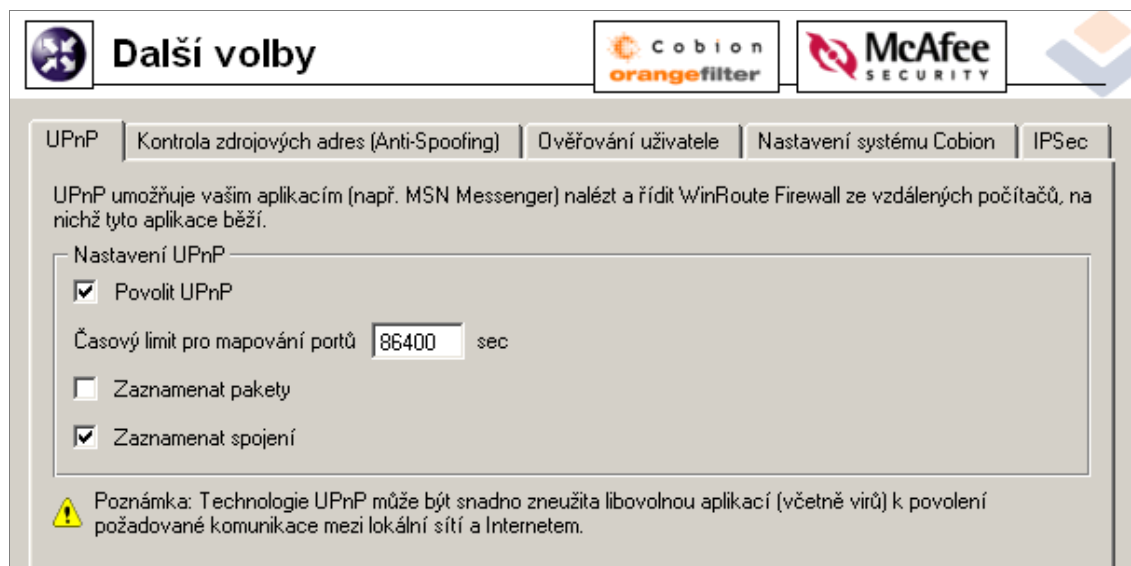 Další volby
Cobion
orangefilter
McAfee
SECURITY
UPnP
Kontrola zdrojových adres (Anti-Spoofing)
Ověřování uživatele
Nastavení systému Cobion
IPSec
UPnP umožňuje vašim aplikacím (např. MSN Messenger) nalézt a řídit WinRoute Firewall ze vzdálených počítačů, na
nichž tyto aplikace běží.
Nastavení UPnP
Povolit UPnP
Časový limit pro mapování portů 86400 sec
Zaznamenat pakety
Zaznamenat spojení
Poznámka: Technologie UPnP může být snadno zneužita libovolnou aplikací (včetně virů) k povolení
požadované komunikace mezi lokální sítí a Internetem.